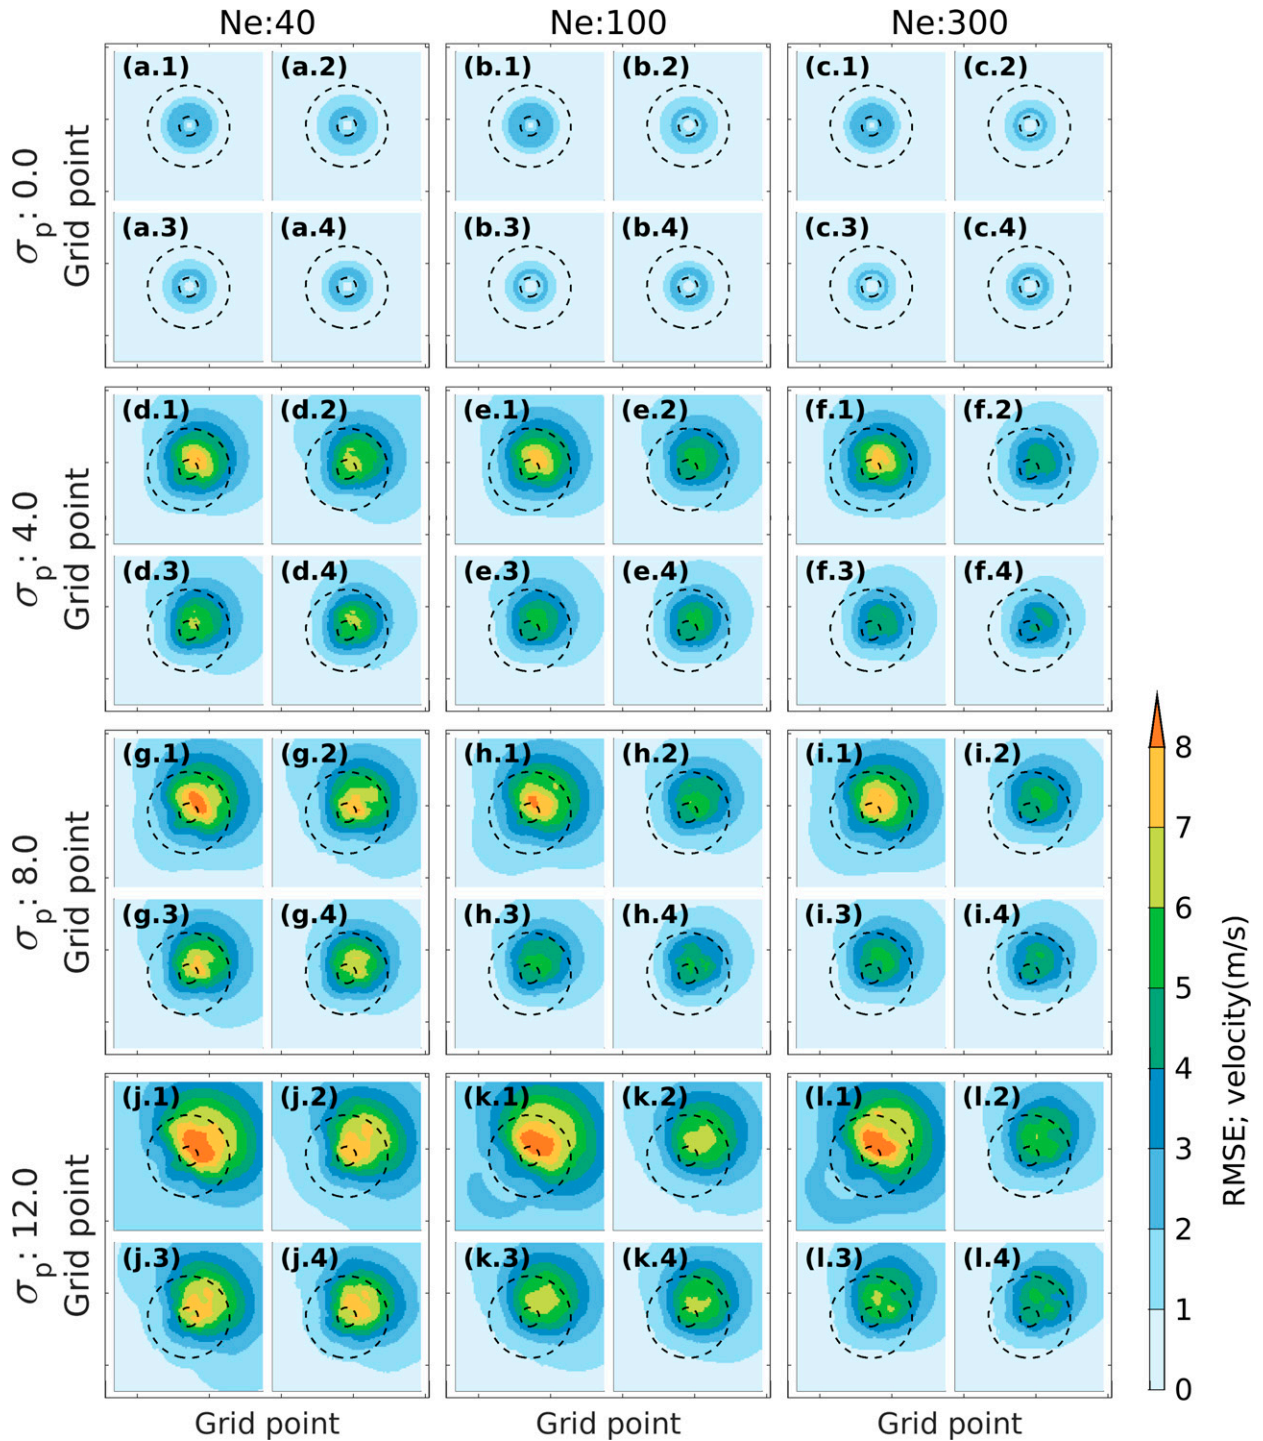 Ne:40 Ne:100 Ne:300
(a.1) (a.2) (b.1) (b.2) (c.1) (c.2)
σp: 0.0
Grid point
(a.3) (a.4) (b.3) (b.4) (c.3) (c.4)
(d.1) (d.2) (e.1) (e.2) (f.1) (f.2)
σp: 4.0
Grid point
(d.3) (d.4) (e.3) (e.4) (f.3) (f.4)
(g.1) (g.2) (h.1) (h.2) (i.1) (i.2)
σp: 8.0
Grid point
(g.3) (g.4) (h.3) (h.4) (i.3) (i.4)
(j.1) (j.2) (k.1) (k.2) (l.1) (l.2)
σp: 12.0
Grid point
(j.3) (j.4) (k.3) (k.4) (l.3) (l.4)
Grid point Grid point Grid point
8
7
6
5
4
3
2
1
0
RMSE; velocity(m/s)